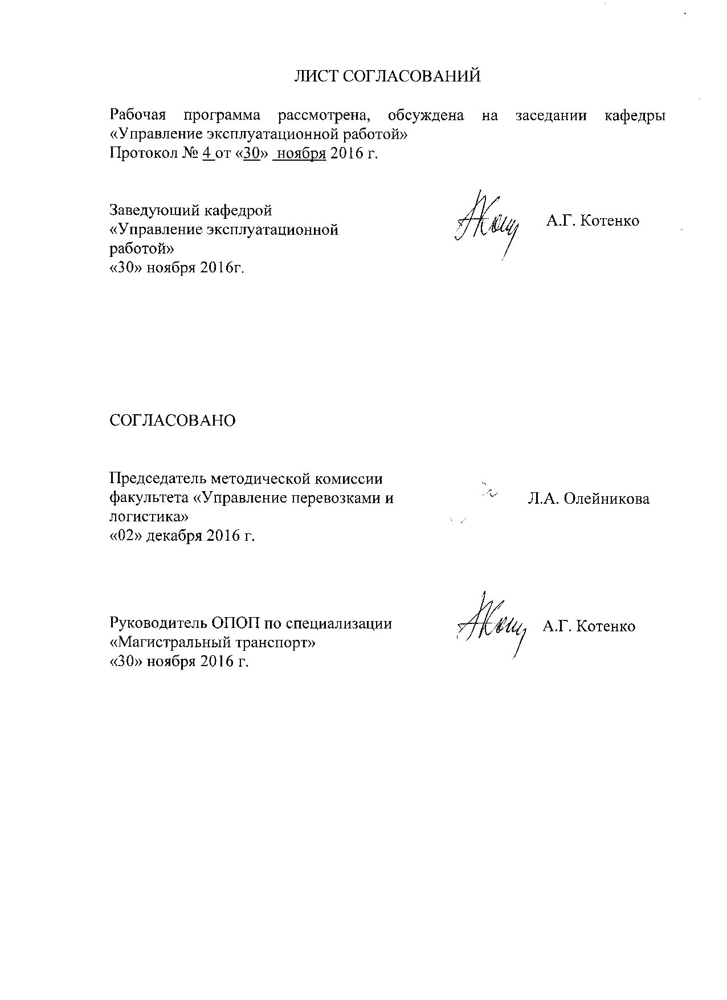 ЛИСТ СОГЛАСОВАНИЙ
Рабочая программа рассмотрена, обсуждена на заседании кафедры
«Управление эксплуатационной работой»
Протокол № 4 от «30» ноября 2016 г.
Заведующий кафедрой
«Управление эксплуатационной
работой»
«30» ноября 2016г.
А.Г. Котенко
СОГЛАСОВАНО
Председатель методической комиссии
факультета «Управление перевозками и
логистика»
«02» декабря 2016 г.
Л.А. Олейникова
Руководитель ОПОП по специализации
«Магистральный транспорт»
«30» ноября 2016 г.
А.Г. Котенко